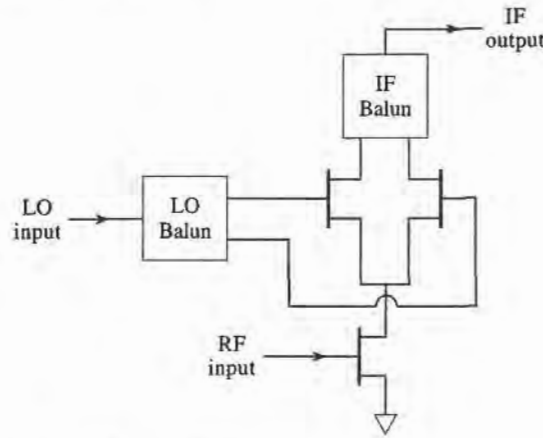 IF
output
IF
Balun
LO
input
LO
Balun
RF
input